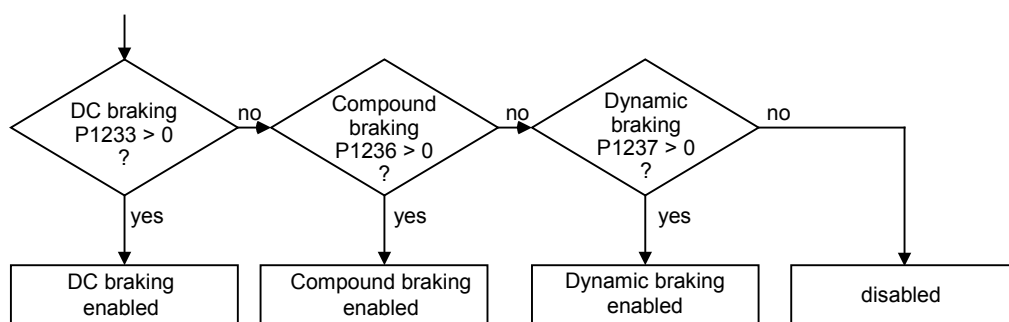 DC braking
P1233 > 0
?
no
Compound
braking
P1236 > 0
?
no
Dynamic
braking
P1237 > 0
?
no
yes
yes
yes
DC braking
enabled
Compound braking
enabled
Dynamic braking
enabled
disabled